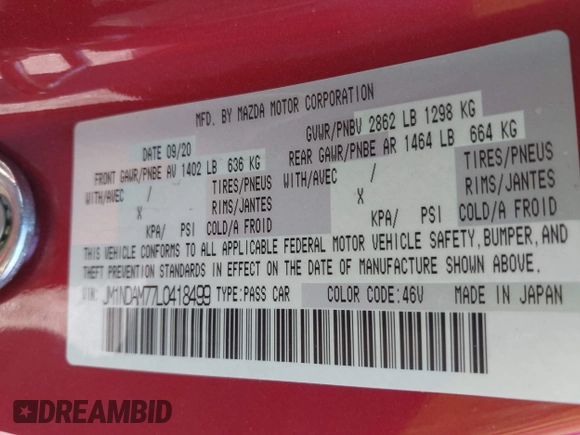 MFD. BY MAZDA MOTOR CORPORATION
DATE 09/20 GVWR/PNBV 2862 LB 1298 KG
FRONT GAWR/PNBE AV 1402 LB 636 KG REAR GAWR/PNBE AR 1464 LB 664 KG
WITH/AVEC / TIRES/PNEUS WITH/AVEC / TIRES/PNEUS
X RIMS/JANTES X RIMS/JANTES
KPA/ PSI COLD/A FROID KPA/ PSI COLD/A FROID
THIS VEHICLE CONFORMS TO ALL APPLICABLE FEDERAL MOTOR VEHICLE SAFETY, BUMPER, AND
THEFT PREVENTION STANDARDS IN EFFECT ON THE DATE OF MANUFACTURE SHOWN ABOVE.
VIN: JM1NDAM77L0418499 TYPE:PASS CAR COLOR CODE:46V MADE IN JAPAN
DREAMBID